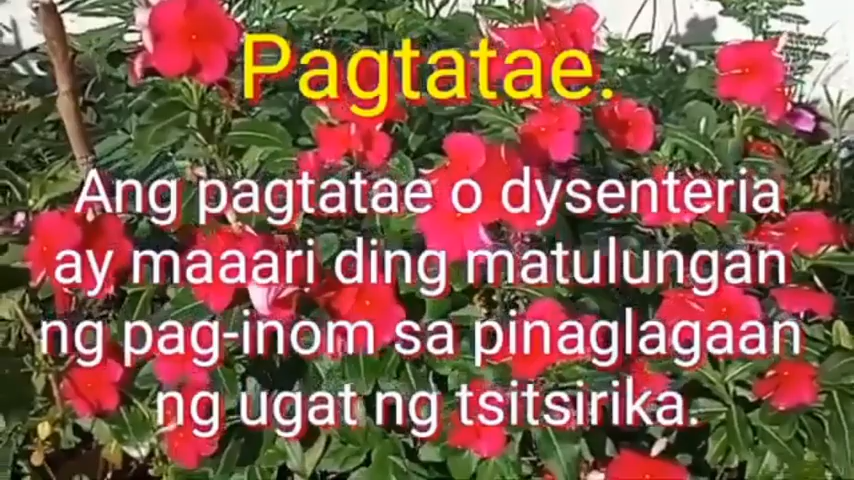 Pagtatae.
Ang pagtatae o dysenteria
ay maaari ding matulungan
ng pag-inom sa pinaglagaan
ng ugat ng tsitsirika.